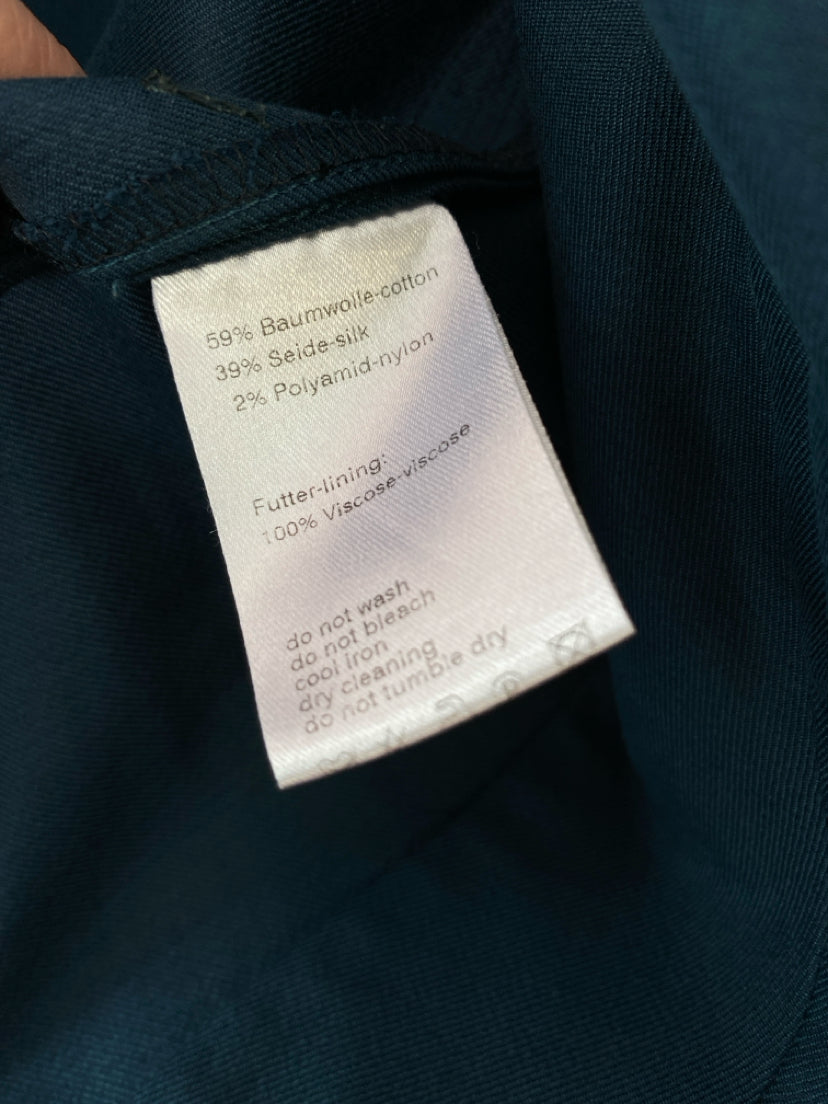 59% Baumwolle-cotton
39% Seide-silk
2% Polyamid-nylon
Futter-lining:
100% Viscose-viscose
do not wash
do not bleach
cool iron
dry cleaning
do not tumble dry